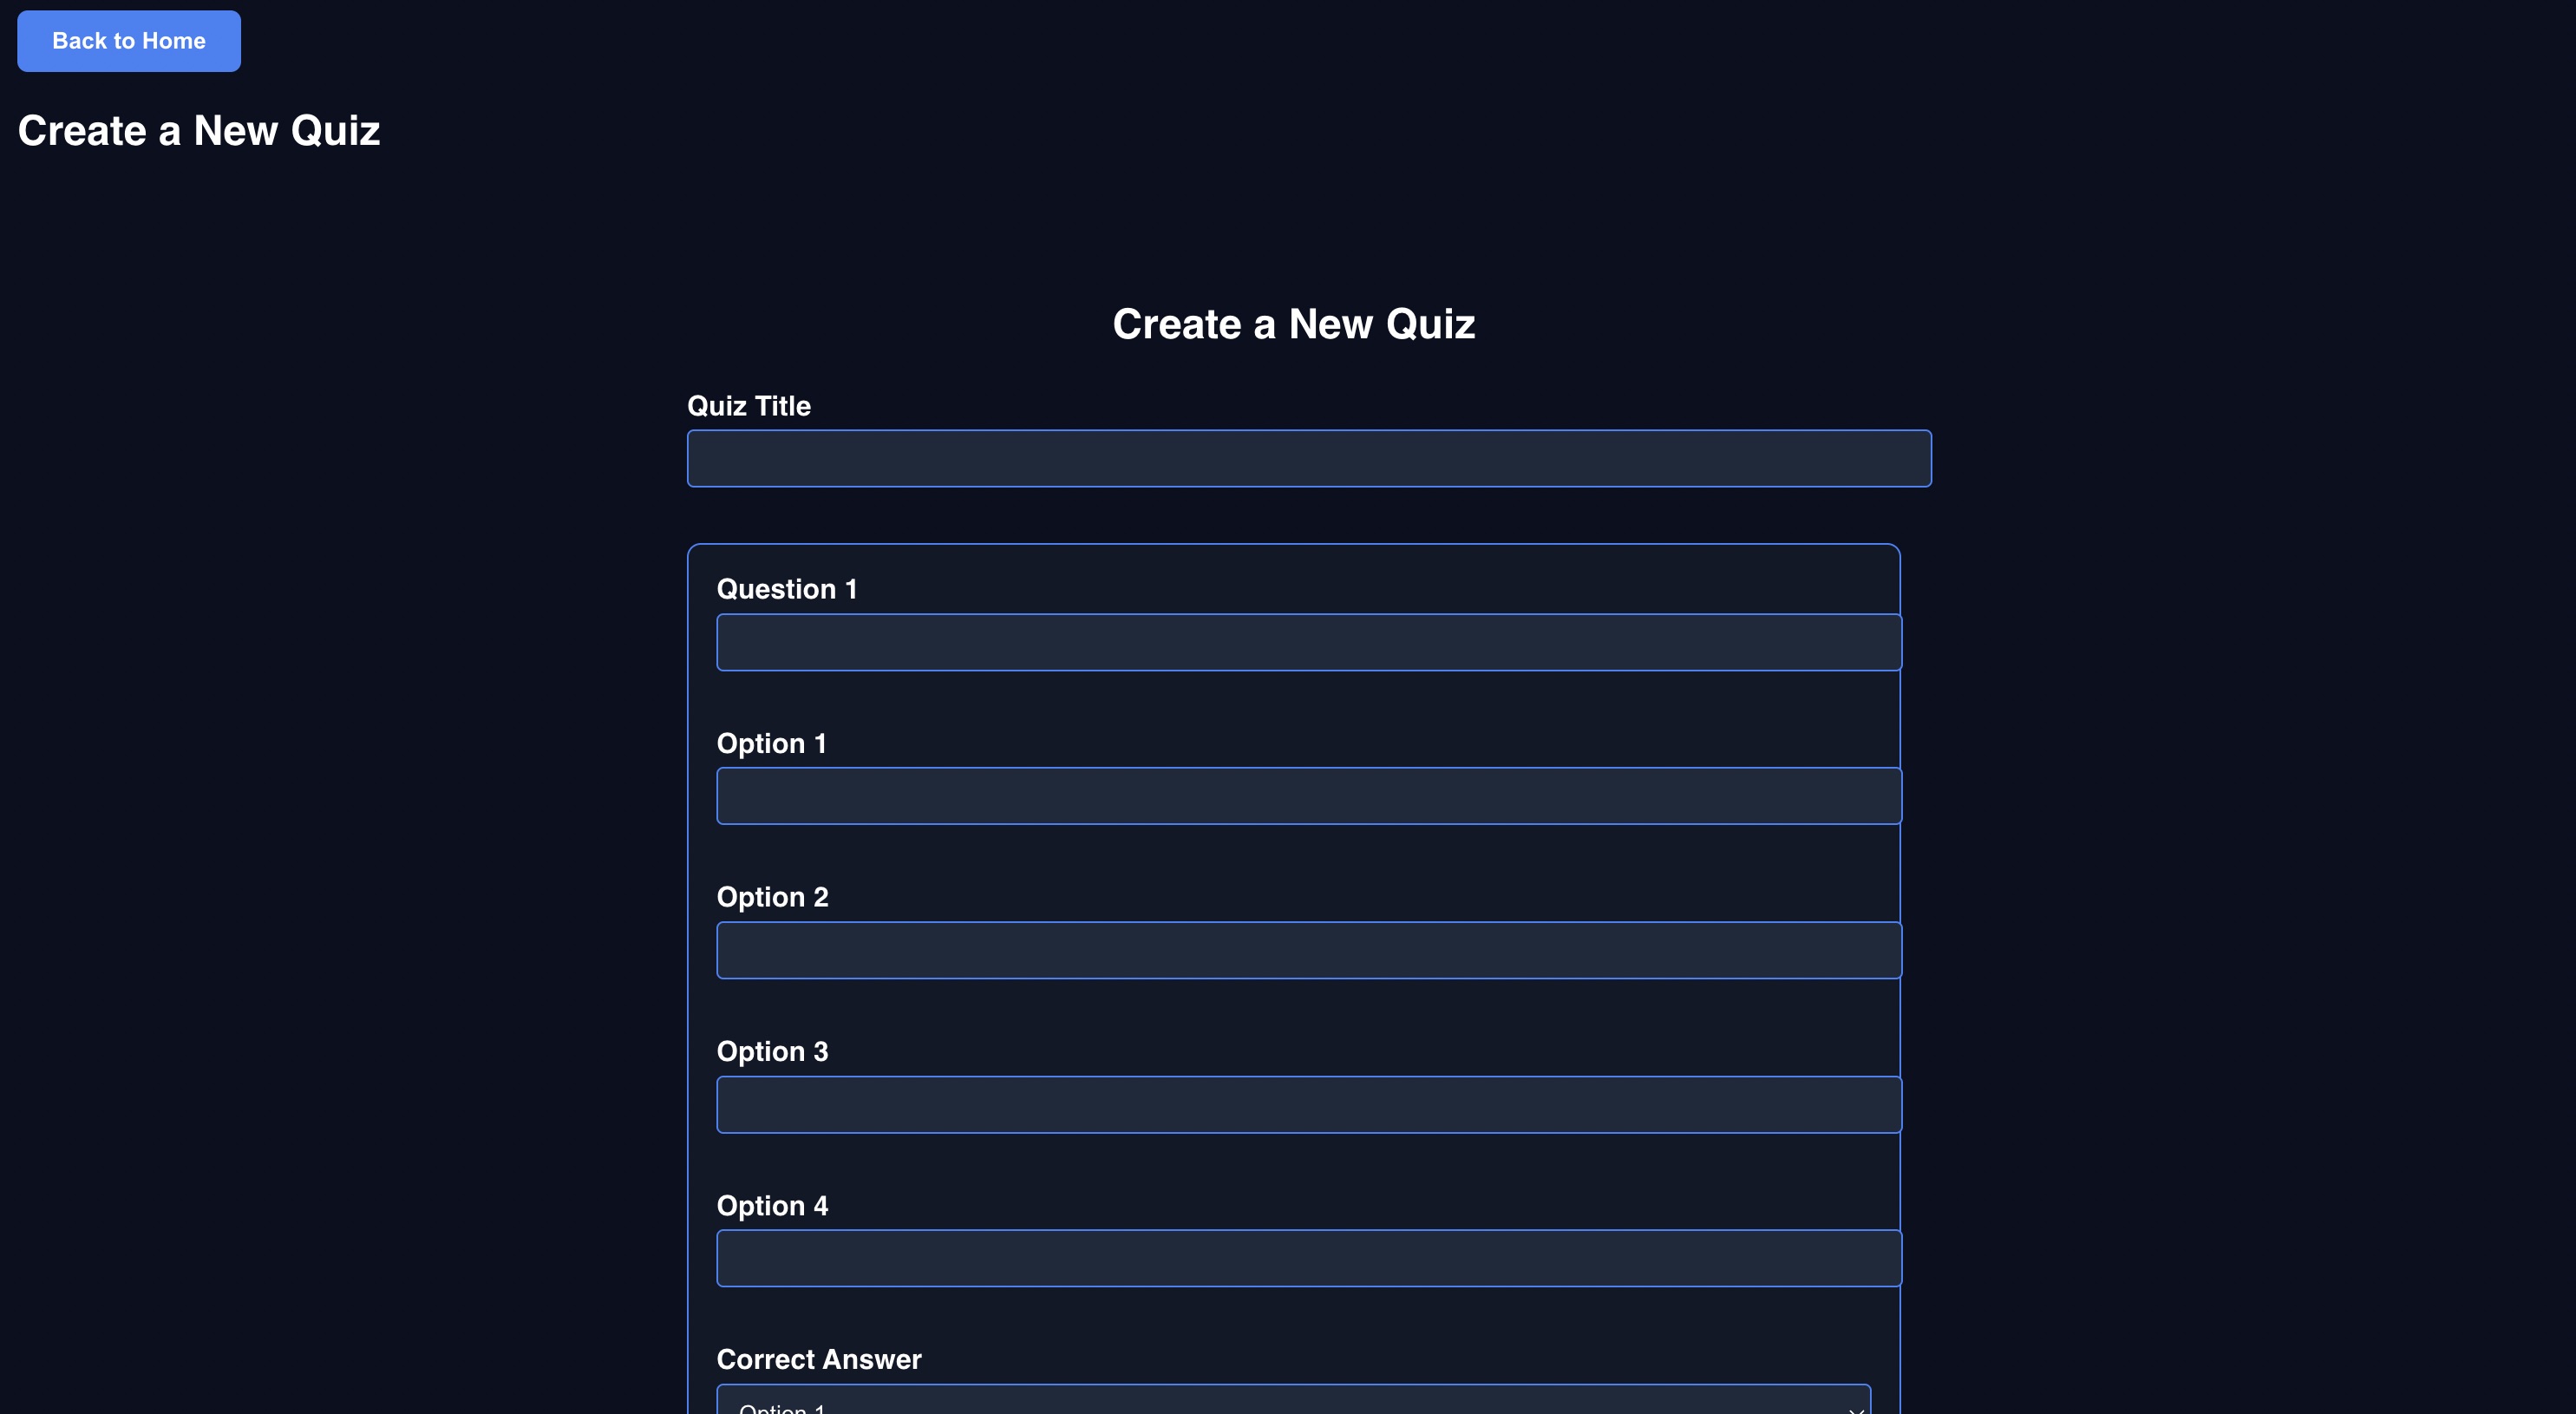 Back to Home
Create a New Quiz
Create a New Quiz
Quiz Title
Question 1
Option 1
Option 2
Option 3
Option 4
Correct Answer
Option 1